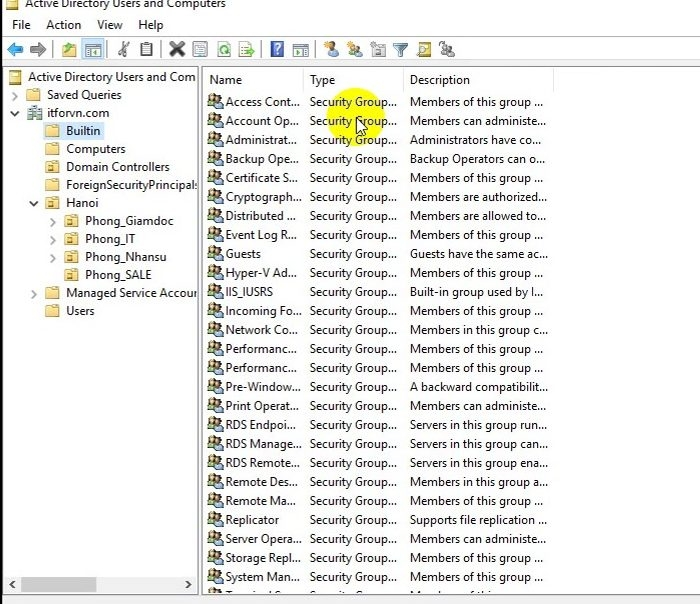 Active Directory Users and Computers
File Action View Help
Active Directory Users and Com
Saved Queries
itforvn.com
Builtin
Computers
Domain Controllers
ForeignSecurityPrincipals
Hanoi
Phong_Giamdoc
Phong_IT
Phong_Nhansu
Phong_SALE
Managed Service Accour
Users
Name Type Description
Access Cont... Security Group... Members of this group ...
Account Op... Security Group... Members can administe...
Administrat... Security Group... Administrators have co...
Backup Ope... Security Group... Backup Operators can o...
Certificate S... Security Group... Members of this group ...
Cryptograph... Security Group... Members are authorized...
Distributed ... Security Group... Members are allowed to...
Event Log R... Security Group... Members of this group ...
Guests Security Group... Guests have the same ac...
Hyper-V Ad... Security Group... Members of this group ...
IIS_IUSRS Security Group... Built-in group used by I...
Incoming Fo... Security Group... Members of this group ...
Network Co... Security Group... Members in this group c...
Performanc... Security Group... Members of this group ...
Performanc... Security Group... Members of this group ...
Pre-Window... Security Group... A backward compatibilit...
Print Operat... Security Group... Members can administe...
RDS Endpoi... Security Group... Servers in this group run...
RDS Manage... Security Group... Servers in this group can...
RDS Remote... Security Group... Servers in this group ena...
Remote Des... Security Group... Members in this group a...
Remote Ma... Security Group... Members of this group ...
Replicator Security Group... Supports file replication ...
Server Opera... Security Group... Members can administe...
Storage Repl... Security Group... Members of this group ...
System Man... Security Group... Members of this group ...